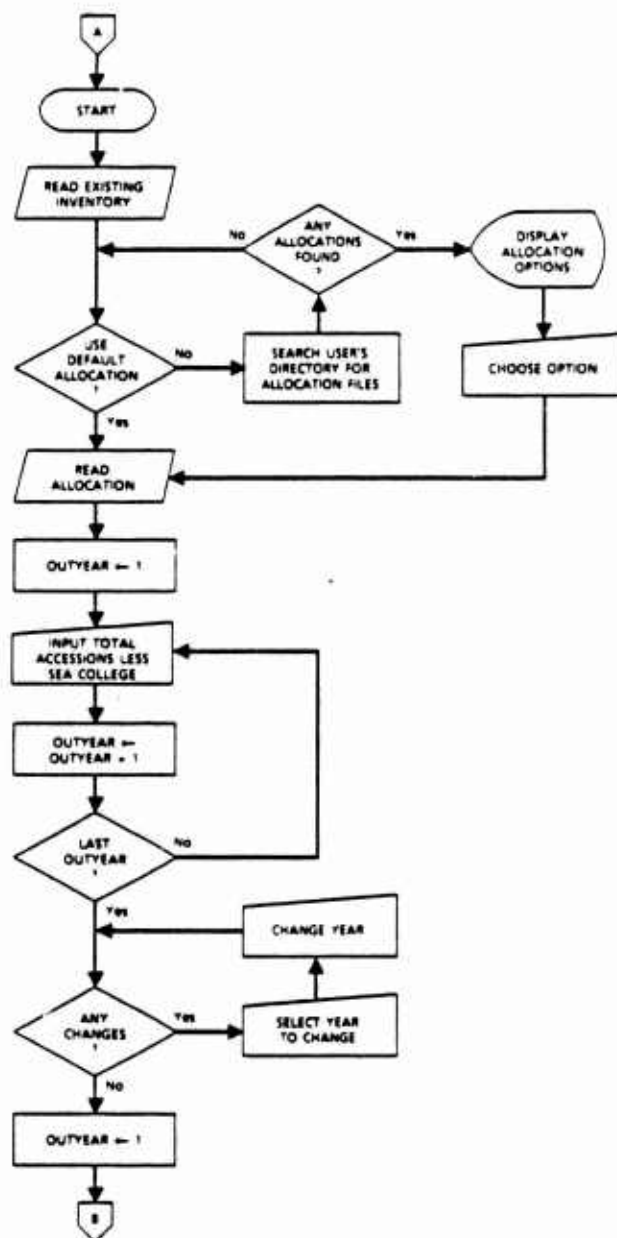 A
START
READ EXISTING
INVENTORY
No
ANY
ALLOCATIONS
FOUND
?
Yes
DISPLAY
ALLOCATION
OPTIONS
USE
DEFAULT
ALLOCATION
?
No
SEARCH USER'S
DIRECTORY FOR
ALLOCATION FILES
CHOOSE OPTION
Yes
READ
ALLOCATION
OUTYEAR ← 1
INPUT TOTAL
ACCESSIONS LESS
SEA COLLEGE
OUTYEAR ←
OUTYEAR + 1
LAST
OUTYEAR
?
No
Yes
CHANGE YEAR
ANY
CHANGES
?
Yes
SELECT YEAR
TO CHANGE
No
OUTYEAR ← 1
B